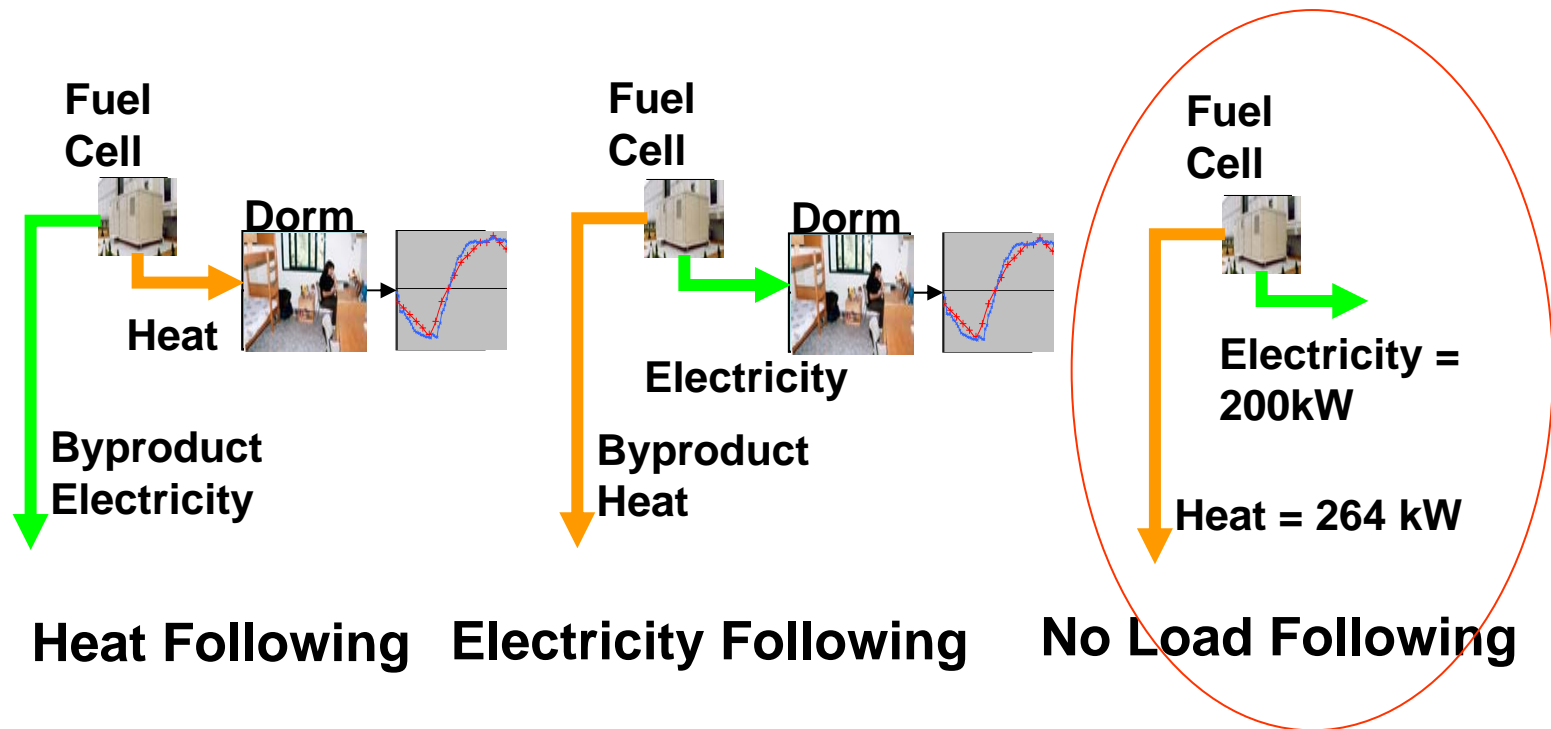 Fuel
Cell
Dorm
Heat
Byproduct
Electricity
Heat Following
Fuel
Cell
Dorm
Electricity
Byproduct
Heat
Electricity Following
Fuel
Cell
Electricity =
200kW
Heat = 264 kW
No Load Following